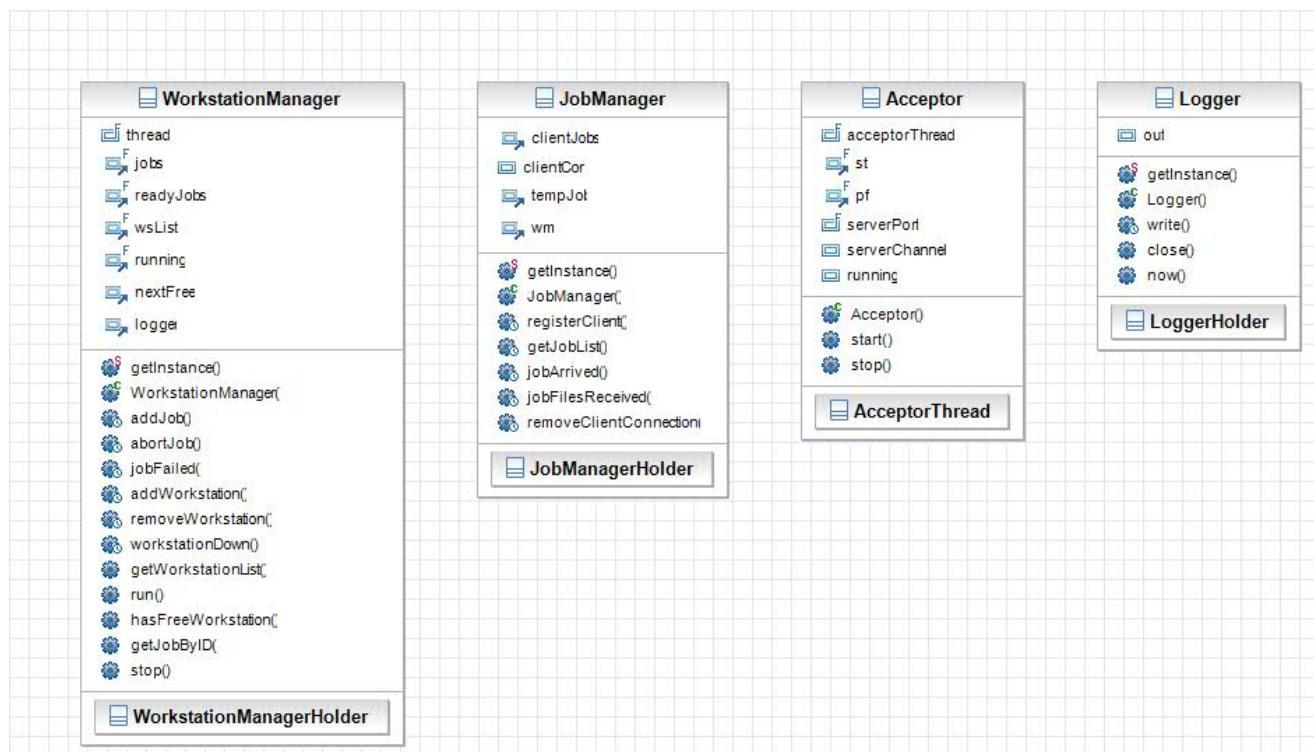 WorkstationManager
thread
jobs
readyJobs
wsList
running
nextFree
logger
getInstance()
WorkstationManager(
addJob()
abortJob()
jobFailed(
addWorkstation(
removeWorkstation(
workstationDown()
getWorkstationList(
run()
hasFreeWorkstation(
getJobByID(
stop()
WorkstationManagerHolder
JobManager
clientJobs
clientCor
tempJot
wm
getInstance()
JobManager(
registerClient(
getJobList()
jobArrived()
jobFilesReceived(
removeClientConnection(
JobManagerHolder
Acceptor
acceptorThread
st
pf
serverPort
serverChannel
running
Acceptor()
start()
stop()
AcceptorThread
Logger
out
getInstance()
Logger()
write()
close()
now()
LoggerHolder